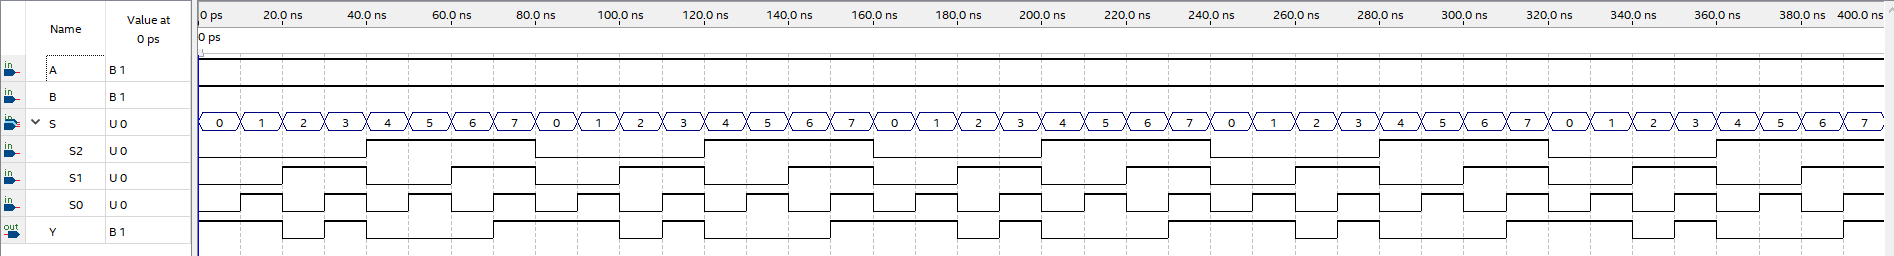 Name Value at 0 ps
0 ps 20.0 ns 40.0 ns 60.0 ns 80.0 ns 100.0 ns 120.0 ns 140.0 ns 160.0 ns 180.0 ns 200.0 ns 220.0 ns 240.0 ns 260.0 ns 280.0 ns 300.0 ns 320.0 ns 340.0 ns 360.0 ns 380.0 ns 400.0 ns
0 ps
in A B 1
in B B 1
in S U 0 0 1 2 3 4 5 6 7 0 1 2 3 4 5 6 7 0 1 2 3 4 5 6 7 0 1 2 3 4 5 6 7 0 1 2 3 4 5 6 7
in S2 U 0
in S1 U 0
in S0 U 0
out Y B 1